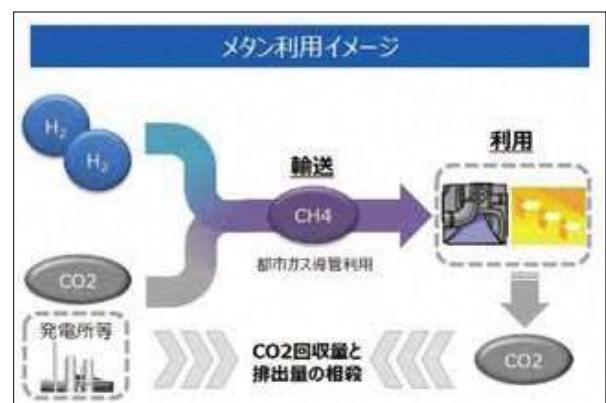 メタン利用イメージ
H2
H2
利用
輸送
CH4
都市ガス導管利用
CO2
発電所等
CO2回収量と
排出量の相殺
CO2